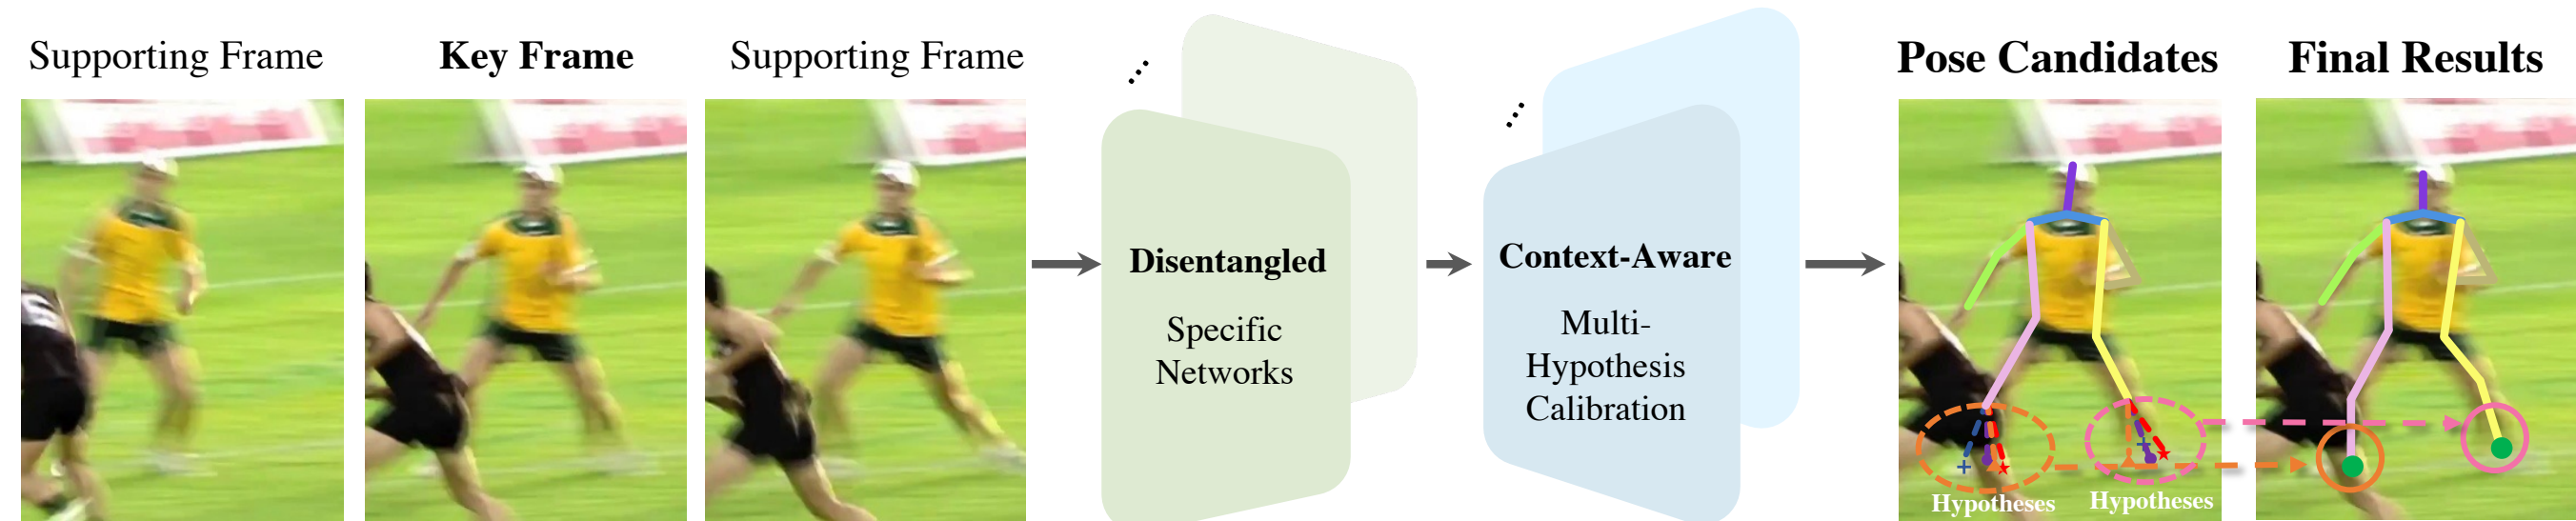 Supporting Frame
Key Frame
Supporting Frame
Pose Candidates
Final Results
Disentangled
Specific
Networks
Context-Aware
Multi-
Hypothesis
Calibration
Hypotheses
Hypotheses